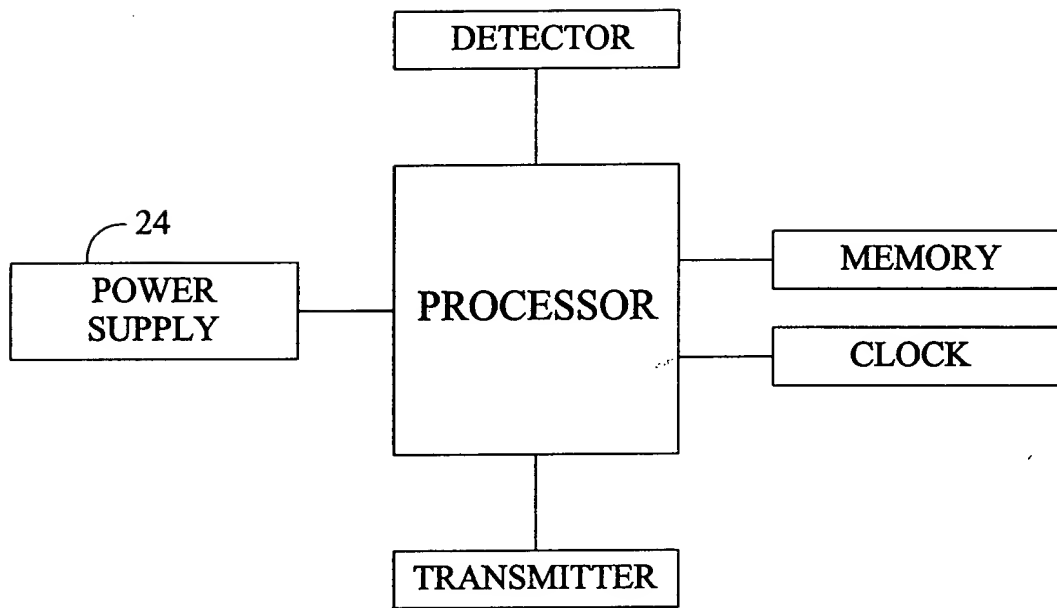 DETECTOR
24
POWER
SUPPLY
PROCESSOR
MEMORY
CLOCK
TRANSMITTER